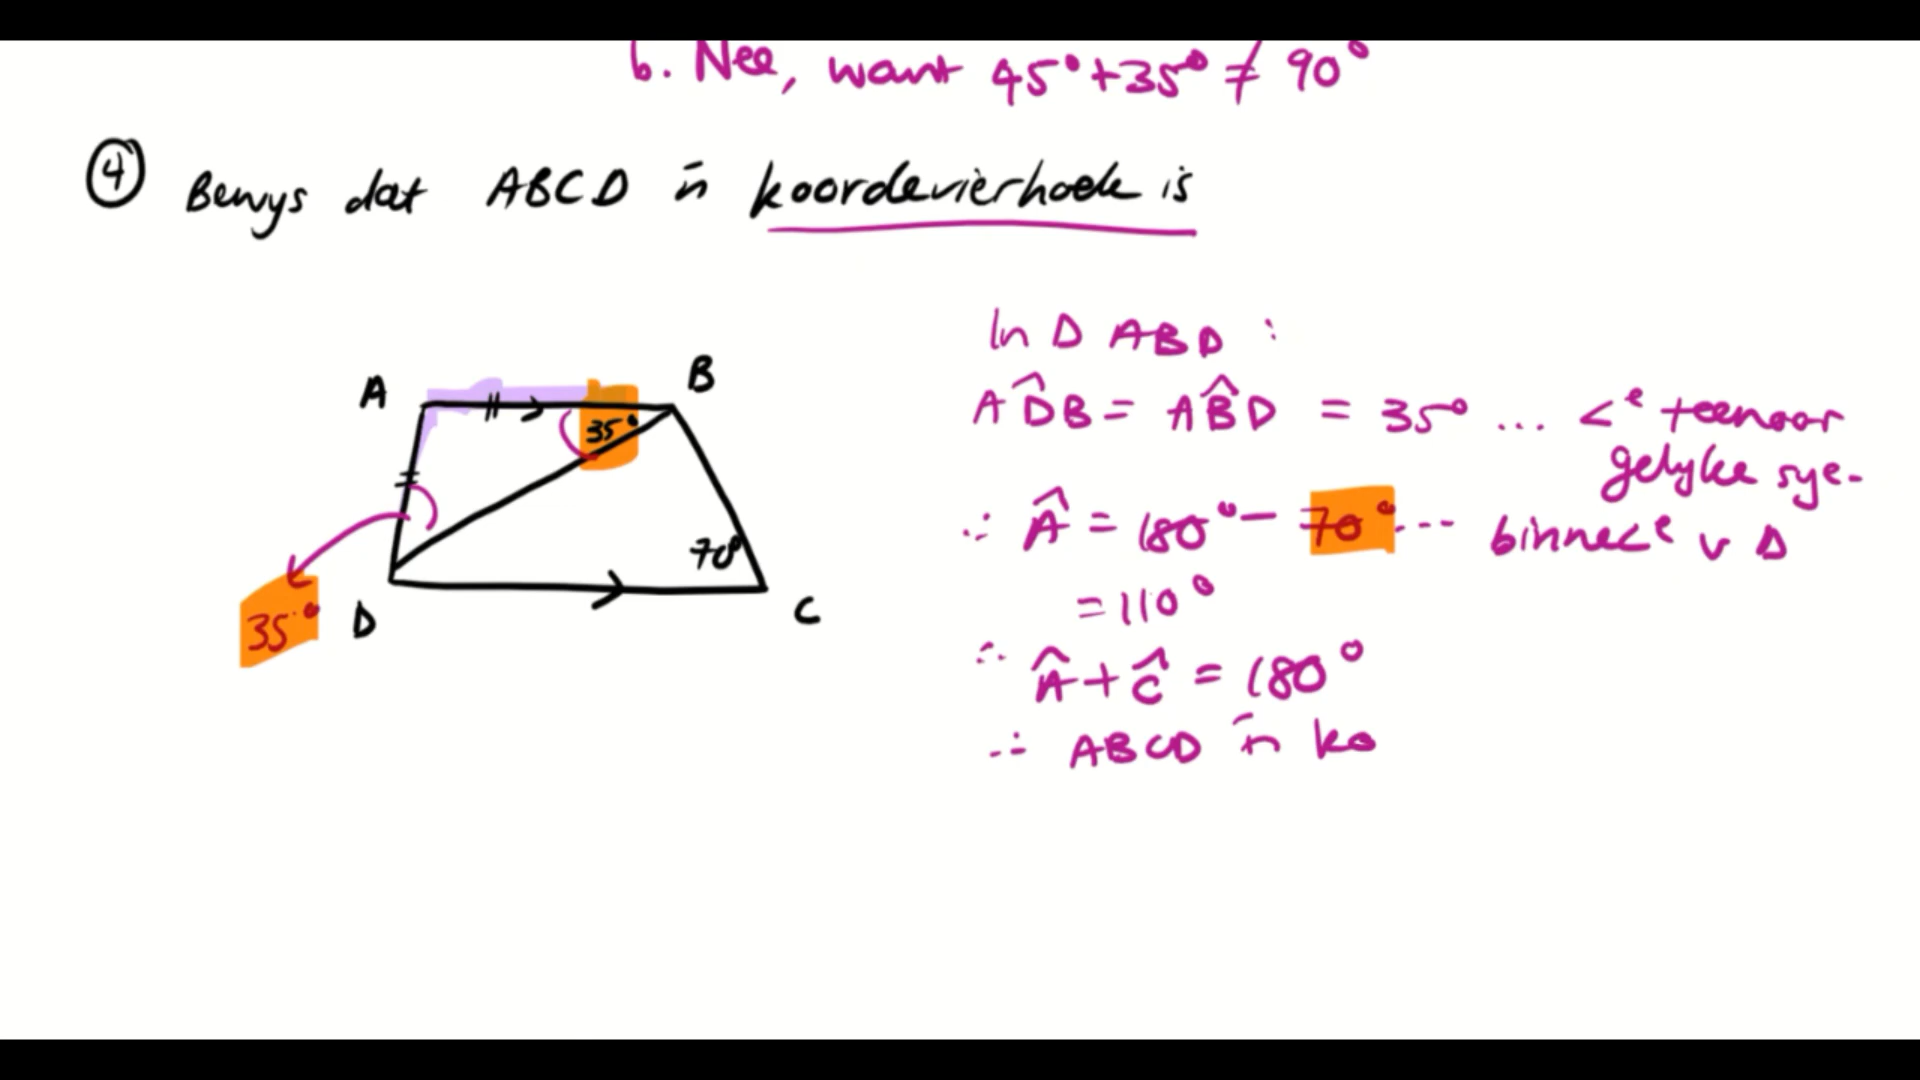 b. Nee, want 45° + 35° ≠ 90°
④ Bewys dat ABCD 'n koordevierhoek is
In Δ ABD :
A B
AD̂B = AB̂D = 35° ... <ᵉ teenoor
gelyke sye.
35°
∴ Â = 180° - 70° ... binne <ᵉ v Δ
70°
= 110°
35° D C
∴ Â + Ĉ = 180°
∴ ABCD 'n ko